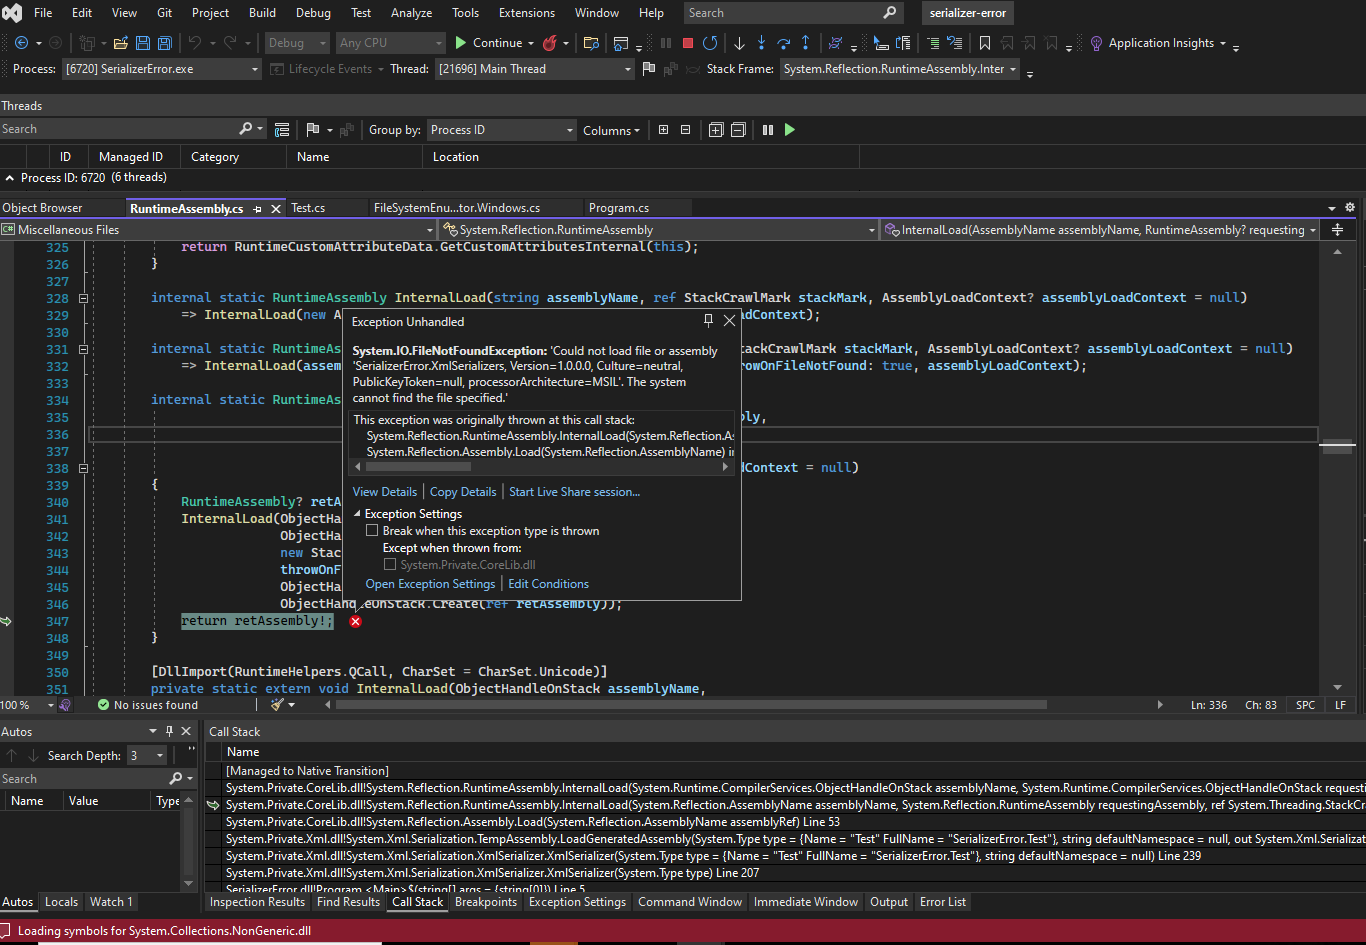 File Edit View Git Project Build Debug Test Analyze Tools Extensions Window Help Search serializer-error
Debug Any CPU Continue Application Insights
Process: [6720] SerializerError.exe Lifecycle Events Thread: [21696] Main Thread Stack Frame: System.Reflection.RuntimeAssembly.Inter
Threads
Search Group by: Process ID Columns
ID Managed ID Category Name Location
Process ID: 6720 (6 threads)
Object Browser RuntimeAssembly.cs Test.cs FileSystemEnu...tor.Windows.cs Program.cs
C# Miscellaneous Files System.Reflection.RuntimeAssembly InternalLoad(AssemblyName assemblyName, RuntimeAssembly? requesting
325 return RuntimeCustomAttributeData.GetCustomAttributesInternal(this);
326 }
327
328 internal static RuntimeAssembly InternalLoad(string assemblyName, ref StackCrawlMark stackMark, AssemblyLoadContext? assemblyLoadContext = null)
329 => InternalLoad(new A adContext);
330
331 internal static RuntimeAs tackCrawlMark stackMark, AssemblyLoadContext? assemblyLoadContext = null)
332 => InternalLoad(assem rowOnFileNotFound: true, assemblyLoadContext);
333
334 internal static RuntimeAs
335 ly,
336
337
338 dContext = null)
339 {
340 RuntimeAssembly? retA
341 InternalLoad(ObjectHa
342 ObjectHa
343 new Stac
344 throwOnF
345 ObjectHa
346 ObjectHandleOnStack.Create(ref retAssembly));
347 return retAssembly!;
348 }
349
350 [DllImport(RuntimeHelpers.QCall, CharSet = CharSet.Unicode)]
351 private static extern void InternalLoad(ObjectHandleOnStack assemblyName,
Exception Unhandled
System.IO.FileNotFoundException: 'Could not load file or assembly
'SerializerError.XmlSerializers, Version=1.0.0.0, Culture=neutral,
PublicKeyToken=null, processorArchitecture=MSIL'. The system
cannot find the file specified.'
This exception was originally thrown at this call stack:
System.Reflection.RuntimeAssembly.InternalLoad(System.Reflection.As
System.Reflection.Assembly.Load(System.Reflection.AssemblyName) in
View Details Copy Details Start Live Share session...
Exception Settings
Break when this exception type is thrown
Except when thrown from:
System.Private.CoreLib.dll
Open Exception Settings Edit Conditions
100 % No issues found Ln: 336 Ch: 83 SPC LF
Autos
Search Depth: 3
Search
Name Value Type
Autos Locals Watch 1
Call Stack
Name
[Managed to Native Transition]
System.Private.CoreLib.dll!System.Reflection.RuntimeAssembly.InternalLoad(System.Runtime.CompilerServices.ObjectHandleOnStack assemblyName, System.Runtime.CompilerServices.ObjectHandleOnStack requesti
System.Private.CoreLib.dll!System.Reflection.RuntimeAssembly.InternalLoad(System.Reflection.AssemblyName assemblyName, System.Reflection.RuntimeAssembly requestingAssembly, ref System.Threading.StackCra
System.Private.CoreLib.dll!System.Reflection.Assembly.Load(System.Reflection.AssemblyName assemblyRef) Line 53
System.Private.Xml.dll!System.Xml.Serialization.TempAssembly.LoadGeneratedAssembly(System.Type type = {Name = "Test" FullName = "SerializerError.Test"}, string defaultNamespace = null, out System.Xml.Serializati
System.Private.Xml.dll!System.Xml.Serialization.XmlSerializer.XmlSerializer(System.Type type = {Name = "Test" FullName = "SerializerError.Test"}, string defaultNamespace = null) Line 239
System.Private.Xml.dll!System.Xml.Serialization.XmlSerializer.XmlSerializer(System.Type type) Line 207
SerializerError.dll!Program.<Main>$(string[] args = {string[0]}) Line 5
Inspection Results Find Results Call Stack Breakpoints Exception Settings Command Window Immediate Window Output Error List
Loading symbols for System.Collections.NonGeneric.dll